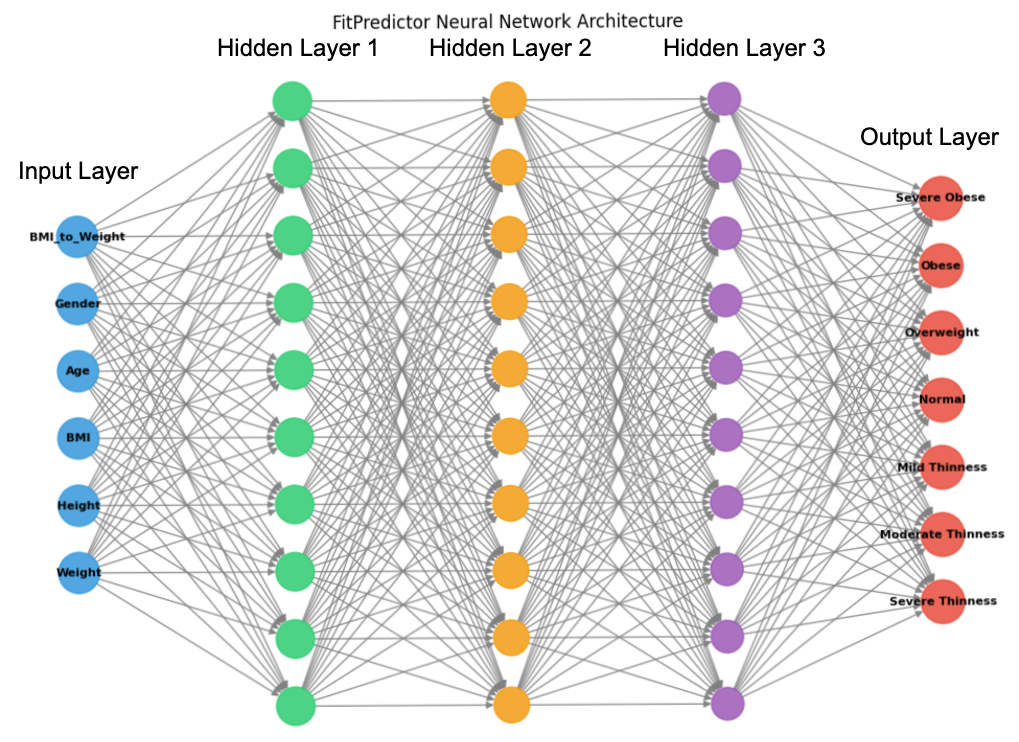 FitPredictor Neural Network Architecture
Hidden Layer 1
Hidden Layer 2
Hidden Layer 3
Input Layer
Output Layer
BMI_to_Weight
Gender
Age
BMI
Height
Weight
Severe Obese
Obese
Overweight
Normal
Mild Thinness
Moderate Thinness
Severe Thinness